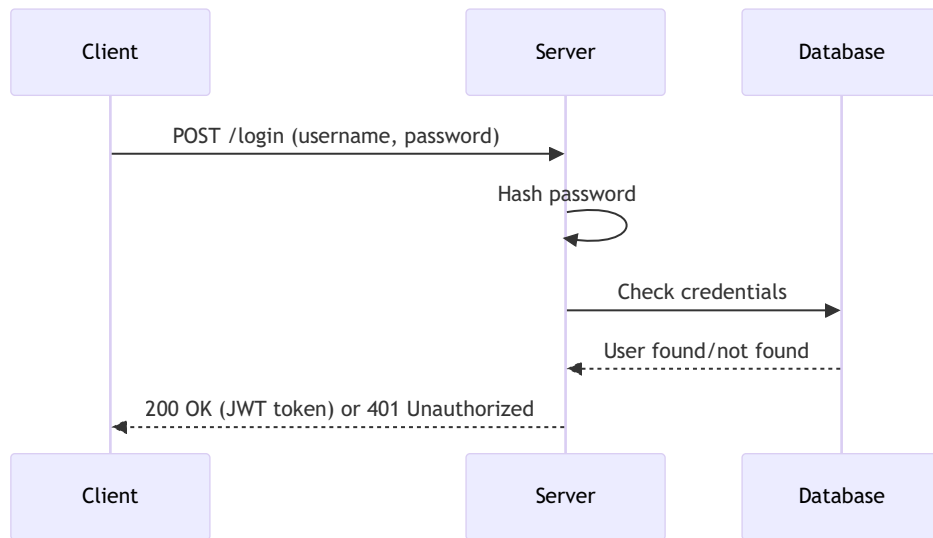 Client
Server
Database
POST /login (username, password)
Hash password
Check credentials
User found/not found
200 OK (JWT token) or 401 Unauthorized
Client
Server
Database